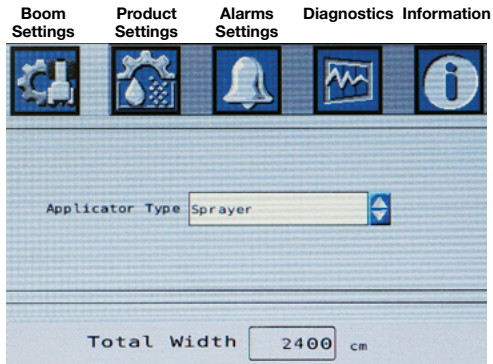 Boom Settings
Product Settings
Alarms Settings
Diagnostics
Information
Applicator Type Sprayer
Total Width 2400 cm